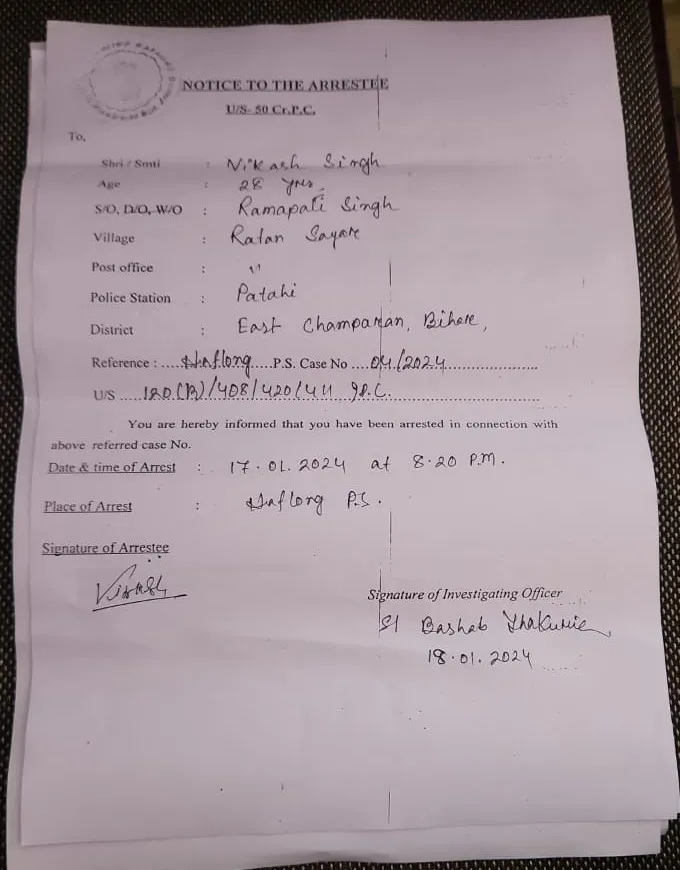 NOTICE TO THE ARRESTEE
U/S- 50 Cr.P.C.
To,
Shri / Smti : Vikash Singh
Age : 28 yrs.
S/O, D/O, W/O : Ramapati Singh
Village : Ratan Sayar
Post office : "
Police Station : Patahi
District : East Champaran, Bihar,
Reference : .....Haflong....P.S. Case No ....04/2024......................
U/S .....120(B)/408/420/411 IPC...............................
You are hereby informed that you have been arrested in connection with
above referred case No.
Date & time of Arrest : 17.01.2024 at 8.20 P.M.
Place of Arrest : Haflong P.S.
Signature of Arrestee
Vikash
Signature of Investigating Officer
SI Bashab
18.01.2024